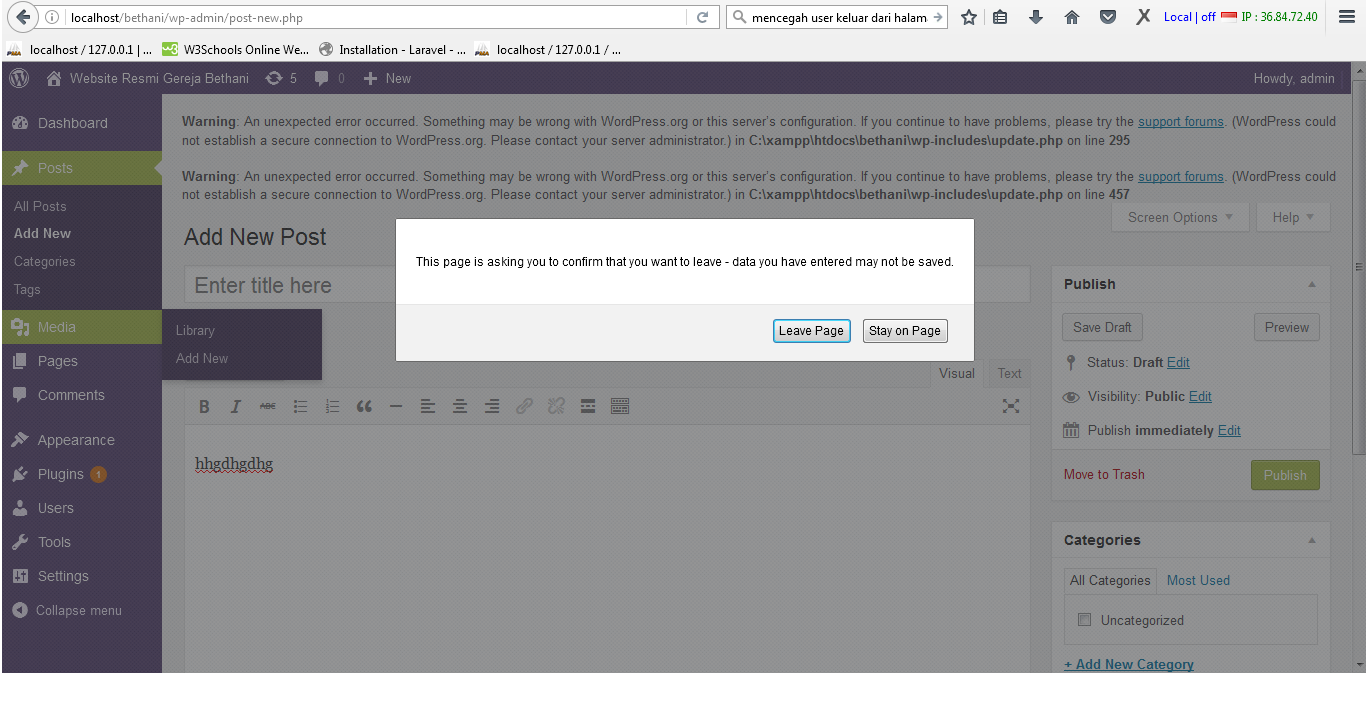 localhost/bethani/wp-admin/post-new.php
mencegah user keluar dari halam
Local | off IP : 36.84.72.40
localhost / 127.0.0.1 | ...
W3Schools Online We...
Installation - Laravel - ...
localhost / 127.0.0.1 / ...
Website Resmi Gereja Bethani 5 0 New
Howdy, admin
Dashboard
Posts
All Posts
Add New
Categories
Tags
Media
Library
Add New
Pages
Comments
Appearance
Plugins 1
Users
Tools
Settings
Collapse menu
Warning: An unexpected error occurred. Something may be wrong with WordPress.org or this server's configuration. If you continue to have problems, please try the support forums. (WordPress could
not establish a secure connection to WordPress.org. Please contact your server administrator.) in C:\xampp\htdocs\bethani\wp-includes\update.php on line 295
Warning: An unexpected error occurred. Something may be wrong with WordPress.org or this server's configuration. If you continue to have problems, please try the support forums. (WordPress could
not establish a secure connection to WordPress.org. Please contact your server administrator.) in C:\xampp\htdocs\bethani\wp-includes\update.php on line 457
Screen Options
Help
Add New Post
Enter title here
This page is asking you to confirm that you want to leave - data you have entered may not be saved.
Leave Page
Stay on Page
Visual
Text
B I ABC
hhgdhgdhg
Publish
Save Draft
Preview
Status: Draft Edit
Visibility: Public Edit
Publish immediately Edit
Move to Trash
Publish
Categories
All Categories
Most Used
Uncategorized
+ Add New Category